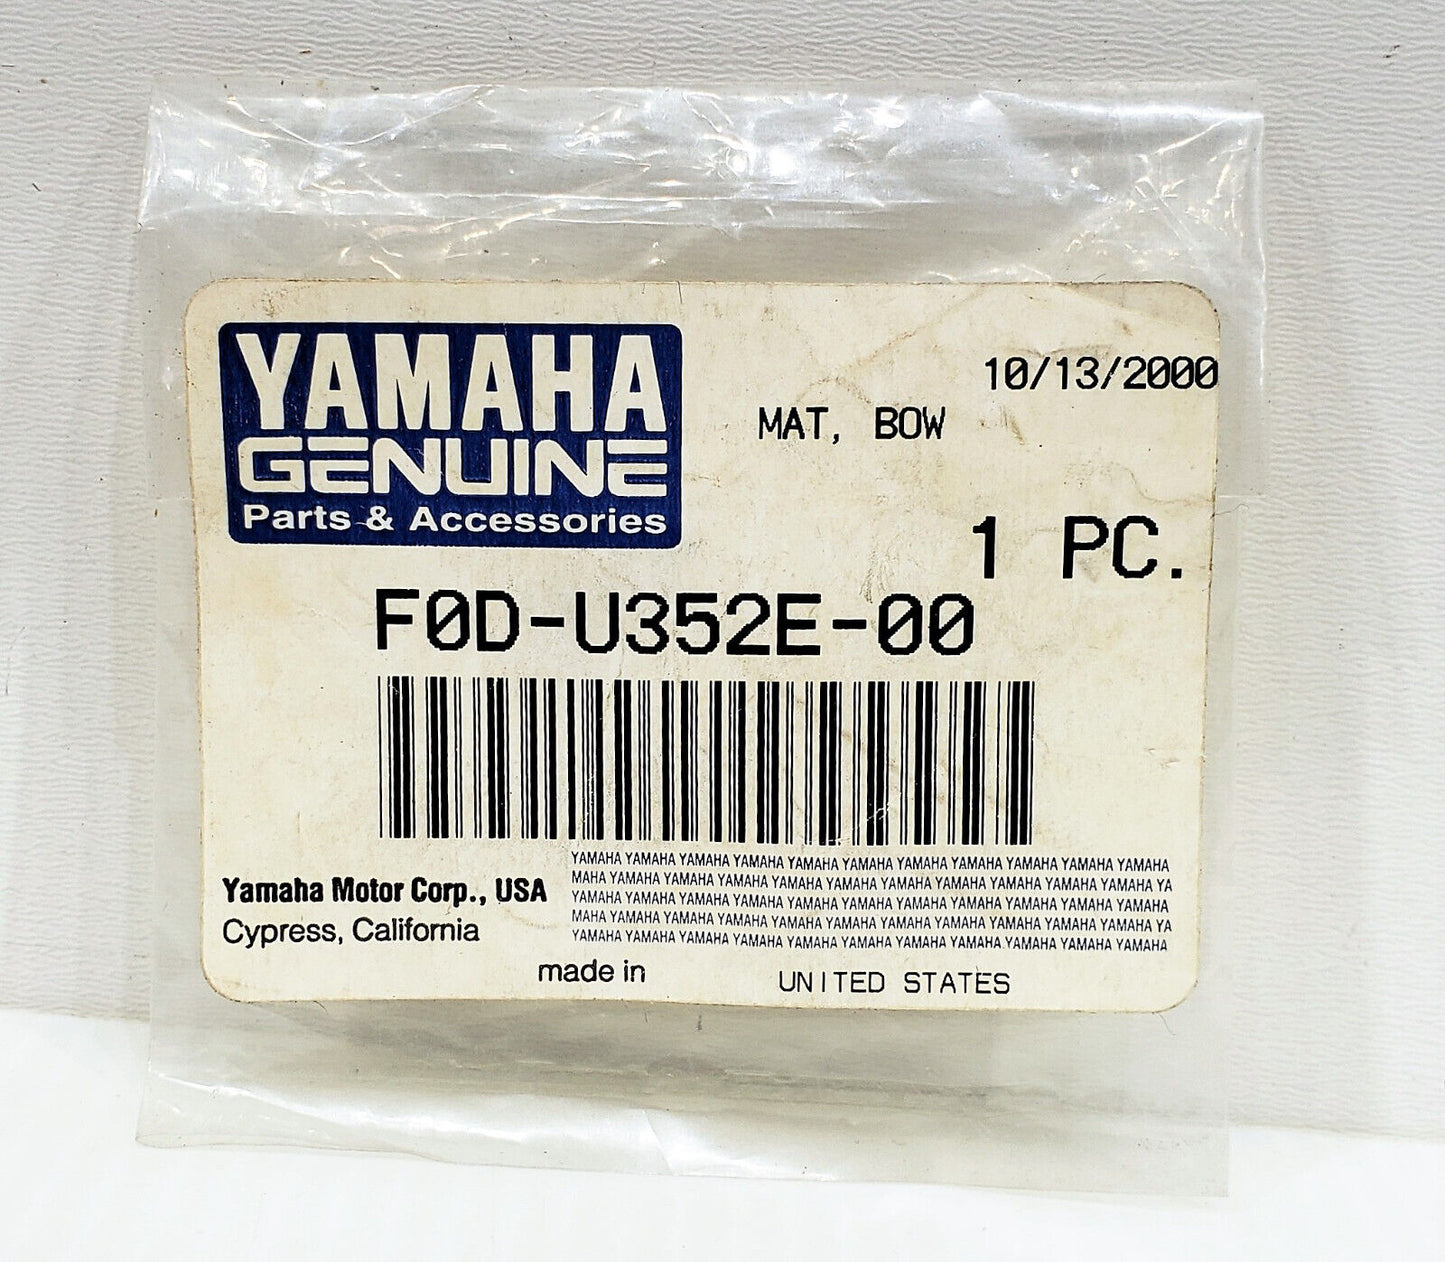 YAMAHA
GENUINE
Parts & Accessories
10/13/2000
MAT, BOW
1 PC.
F0D-U352E-00
Yamaha Motor Corp., USA
Cypress, California
YAMAHA YAMAHA YAMAHA YAMAHA YAMAHA YAMAHA YAMAHA YAMAHA YAMAHA YAMAHA YAMAHA
MAHA YAMAHA YAMAHA YAMAHA YAMAHA YAMAHA YAMAHA YAMAHA YAMAHA YAMAHA YAMAHA YA
YAMAHA YAMAHA YAMAHA YAMAHA YAMAHA YAMAHA YAMAHA YAMAHA YAMAHA YAMAHA YAMAHA
MAHA YAMAHA YAMAHA YAMAHA YAMAHA YAMAHA YAMAHA YAMAHA YAMAHA YAMAHA YAMAHA YA
YAMAHA YAMAHA YAMAHA YAMAHA YAMAHA YAMAHA YAMAHA YAMAHA YAMAHA YAMAHA YAMAHA
made in UNITED STATES